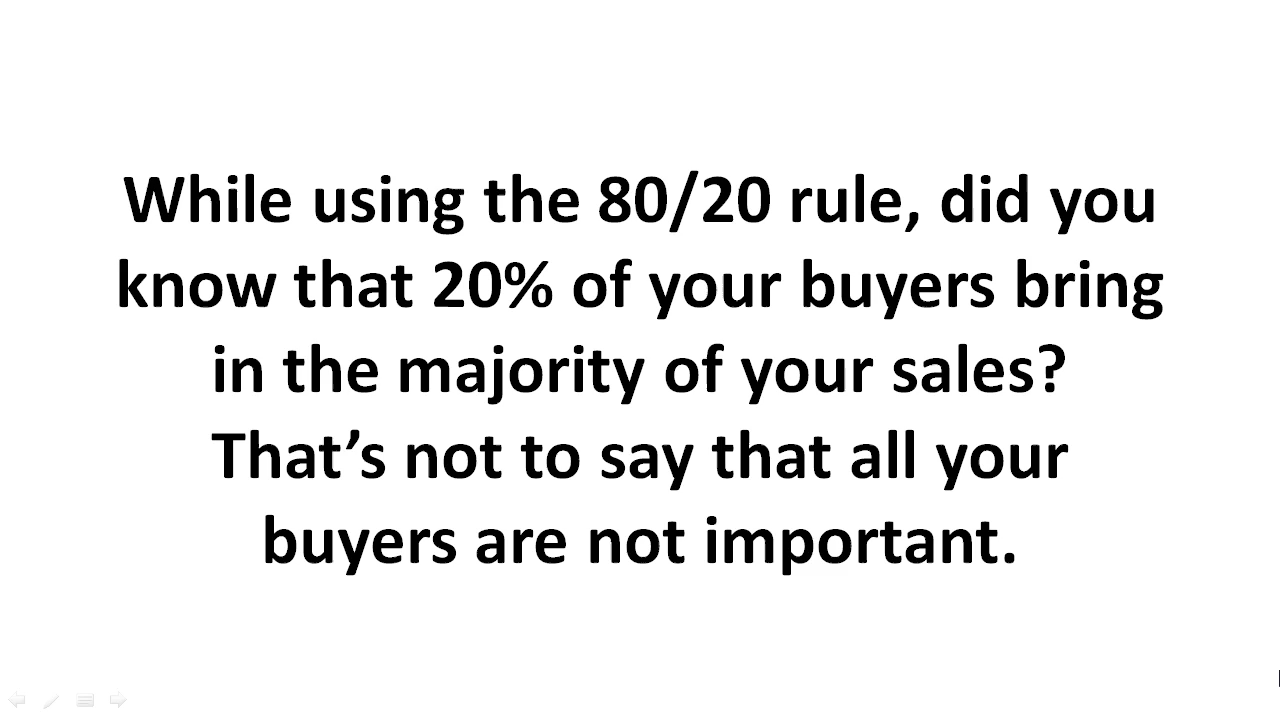 While using the 80/20 rule, did you
know that 20% of your buyers bring
in the majority of your sales?
That’s not to say that all your
buyers are not important.